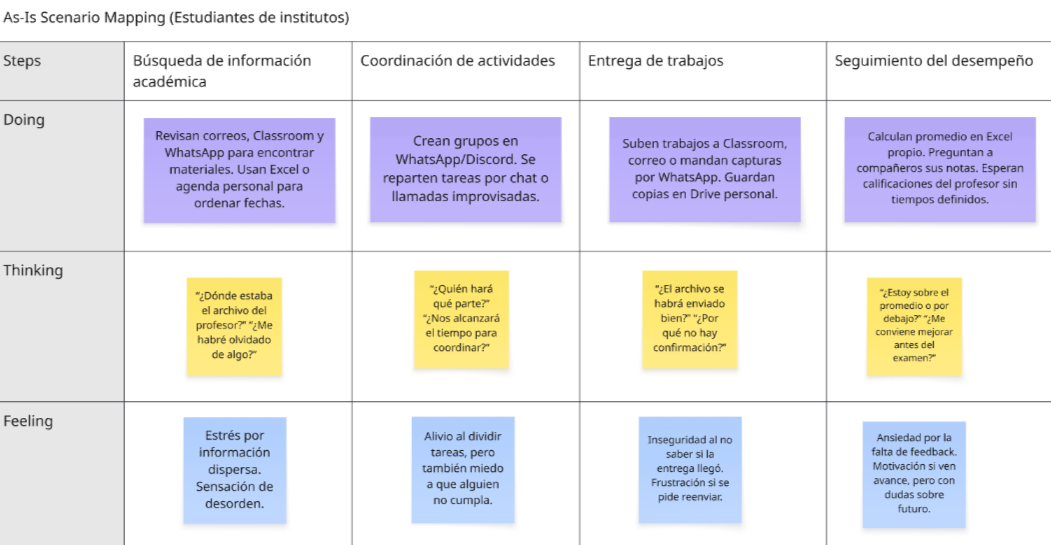 As-Is Scenario Mapping (Estudiantes de institutos)
Steps
Búsqueda de información
académica
Coordinación de actividades
Entrega de trabajos
Seguimiento del desempeño
Doing
Revisan correos, Classroom y
WhatsApp para encontrar
materiales. Usan Excel o
agenda personal para
ordenar fechas.
Crean grupos en
WhatsApp/Discord. Se
reparten tareas por chat o
llamadas improvisadas.
Suben trabajos a Classroom,
correo o mandan capturas
por WhatsApp. Guardan
copias en Drive personal.
Calculan promedio en Excel
propio. Preguntan a
compañeros sus notas. Esperan
calificaciones del profesor sin
tiempos definidos.
Thinking
“¿Dónde estaba
el archivo del
profesor?” “¿Me
habré olvidado
de algo?”
“¿Quién hará
qué parte?”
“¿Nos alcanzará
el tiempo para
coordinar?”
“¿El archivo se
habrá enviado
bien?” “¿Por
qué no hay
confirmación?”
“¿Estoy sobre el
promedio o por
debajo?” “¿Me
conviene mejorar
antes del
examen?”
Feeling
Estrés por
información
dispersa.
Sensación de
desorden.
Alivio al dividir
tareas, pero
también miedo
a que alguien
no cumpla.
Inseguridad al no
saber si la
entrega llegó.
Frustración si se
pide reenviar.
Ansiedad por la
falta de feedback.
Motivación si ven
avance, pero con
dudas sobre
futuro.